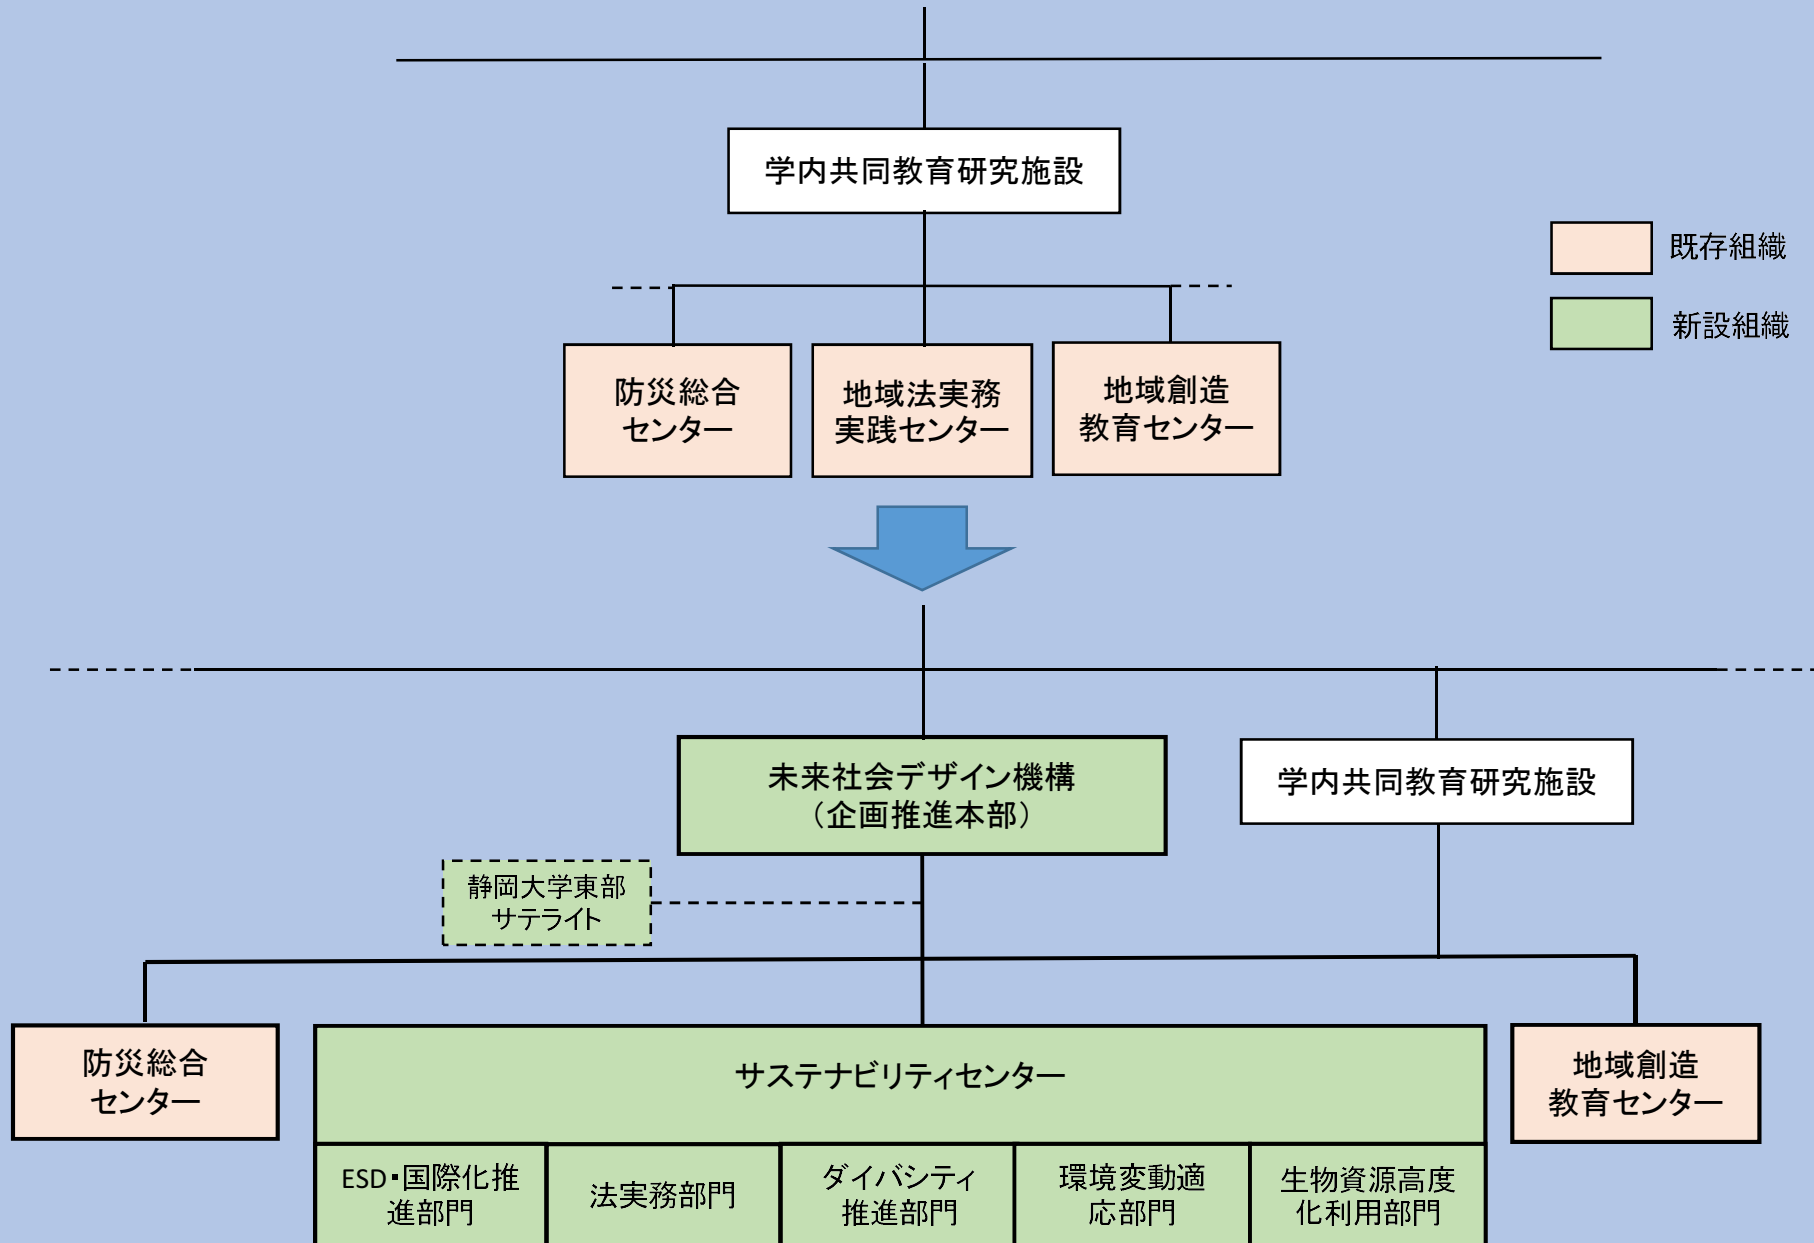 学内共同教育研究施設
既存組織
新設組織
防災総合
センター
地域法実務
実践センター
地域創造
教育センター
未来社会デザイン機構
（企画推進本部）
学内共同教育研究施設
静岡大学東部
サテライト
防災総合
センター
サステナビリティセンター
地域創造
教育センター
ESD・国際化推
進部門
法実務部門
ダイバシティ
推進部門
環境変動適
応部門
生物資源高度
化利用部門